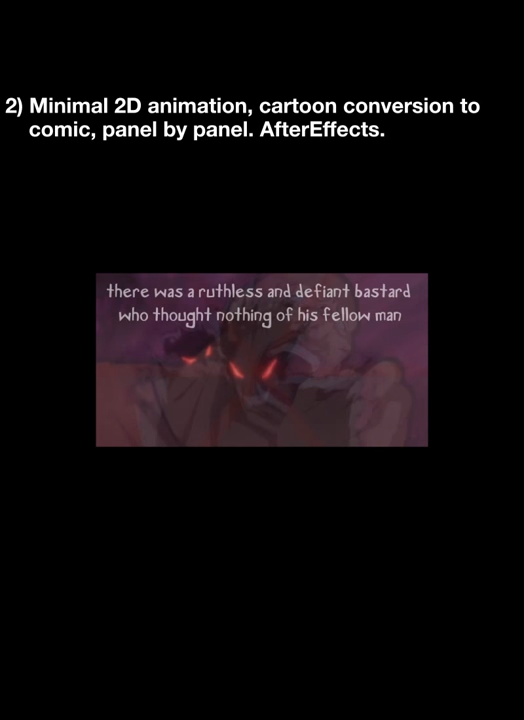 2) Minimal 2D animation, cartoon conversion to
comic, panel by panel. AfterEffects.
there was a ruthless and defiant bastard
who thought nothing of his fellow man